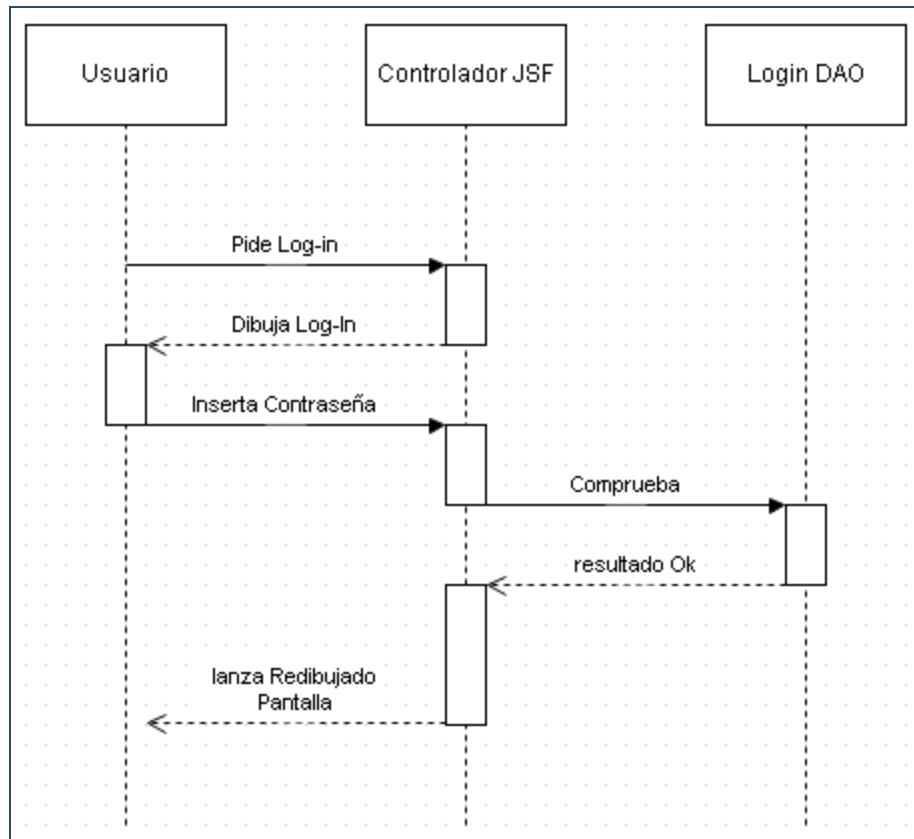 Usuario
Controlador JSF
Login DAO
Pide Log-in
Dibuja Log-In
Inserta Contraseña
Comprueba
resultado Ok
lanza Redibujado
Pantalla